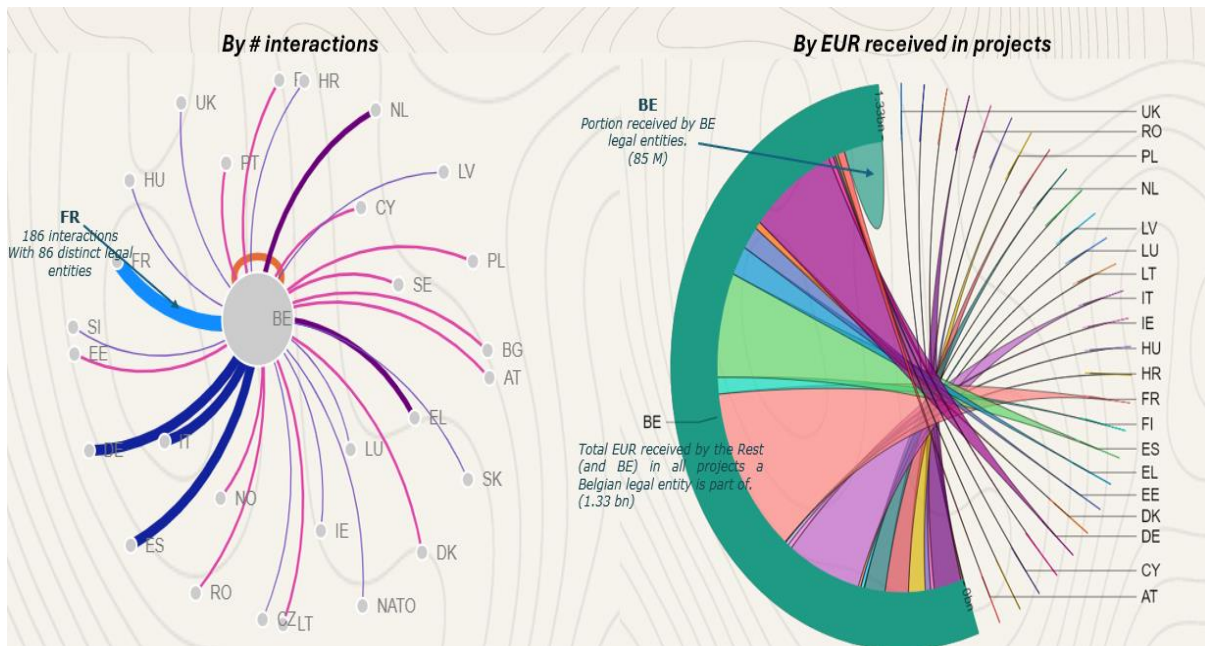 By # interactions
F
HR
UK
NL
PT
LV
HU
CY
FR
186 interactions
With 86 distinct legal
entities
FR
PL
SE
SI
BE
EE
BG
AT
EL
DE
IT
LU
SK
NO
ES
IE
DK
RO
NATO
CZ
LT
By EUR received in projects
BE
Portion received by BE
legal entities.
(85 M)
1.33bn
BE
Total EUR received by the Rest
(and BE) in all projects a
Belgian legal entity is part of.
(1.33 bn)
0bn
UK
RO
PL
NL
LV
LU
LT
IT
IE
HU
HR
FR
FI
ES
EL
EE
DK
DE
CY
AT